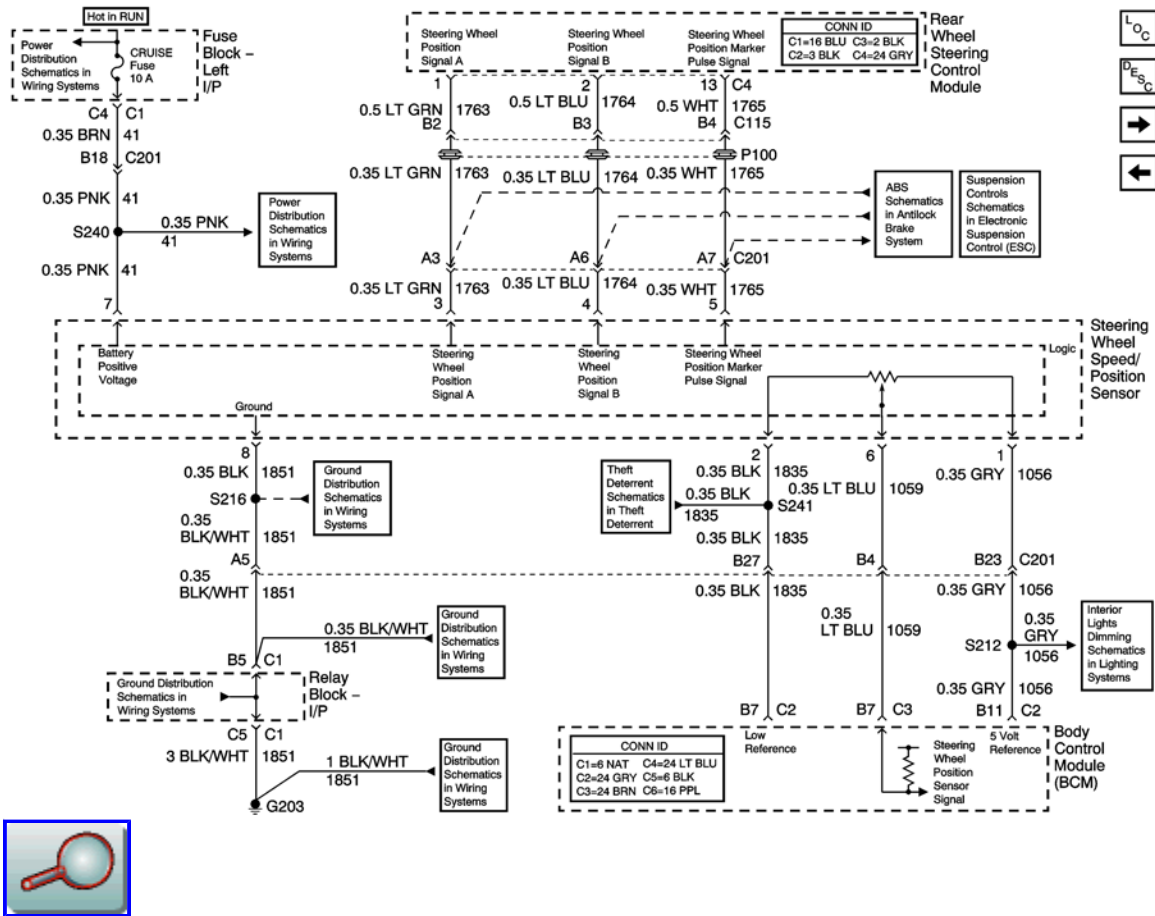 Hot in RUN
Power
Distribution
Schematics in
Wiring Systems
CRUISE
Fuse
10 A
Fuse
Block –
Left
I/P
C4 C1
0.35 BRN 41
B18 C201
0.35 PNK 41
S240
0.35 PNK
41
Power
Distribution
Schematics
in Wiring
Systems
0.35 PNK 41
7
Steering Wheel
Position
Signal A
Steering Wheel
Position
Signal B
Steering Wheel
Position Marker
Pulse Signal
CONN ID
C1=16 BLU C3=2 BLK
C2=3 BLK C4=24 GRY
Rear
Wheel
Steering
Control
Module
1 2 13 C4
0.5 LT GRN 1763 0.5 LT BLU 1764 0.5 WHT 1765
B2 B3 B4 C115
P100
0.35 LT GRN 1763 0.35 LT BLU 1764 0.35 WHT 1765
ABS
Schematics
in Antilock
Brake
System
Suspension
Controls
Schematics
in Electronic
Suspension
Control (ESC)
A3 A6 A7 C201
0.35 LT GRN 1763 0.35 LT BLU 1764 0.35 WHT 1765
3 4 5
LOC
DESC
Battery
Positive
Voltage
Steering
Wheel
Position
Signal A
Steering
Wheel
Position
Signal B
Steering Wheel
Position Marker
Pulse Signal
Logic
Steering
Wheel
Speed/
Position
Sensor
Ground
8
0.35 BLK 1851
S216
Ground
Distribution
Schematics
in Wiring
Systems
0.35
BLK/WHT 1851
A5
0.35
BLK/WHT 1851
0.35 BLK/WHT
1851
Ground
Distribution
Schematics
in Wiring
Systems
B5 C1
Ground Distribution
Schematics in
Wiring Systems
Relay
Block –
I/P
C5 C1
3 BLK/WHT 1851
1 BLK/WHT
1851
Ground
Distribution
Schematics
in Wiring
Systems
G203
2 6 1
0.35 BLK 1835
0.35 LT BLU 1059
0.35 GRY 1056
Theft
Deterrent
Schematics
in Theft
Deterrent
0.35 BLK
1835
S241
0.35 BLK 1835
B27 B4 B23 C201
0.35 BLK 1835
0.35
LT BLU 1059
0.35 GRY 1056
S212
0.35
GRY
1056
Interior
Lights
Dimming
Schematics
in Lighting
Systems
0.35 GRY 1056
B7 C2 B7 C3 B11 C2
CONN ID
C1=6 NAT C4=24 LT BLU
C2=24 GRY C5=6 BLK
C3=24 BRN C6=16 PPL
Low
Reference
Steering
Wheel
Position
Sensor
Signal
5 Volt
Reference
Body
Control
Module
(BCM)